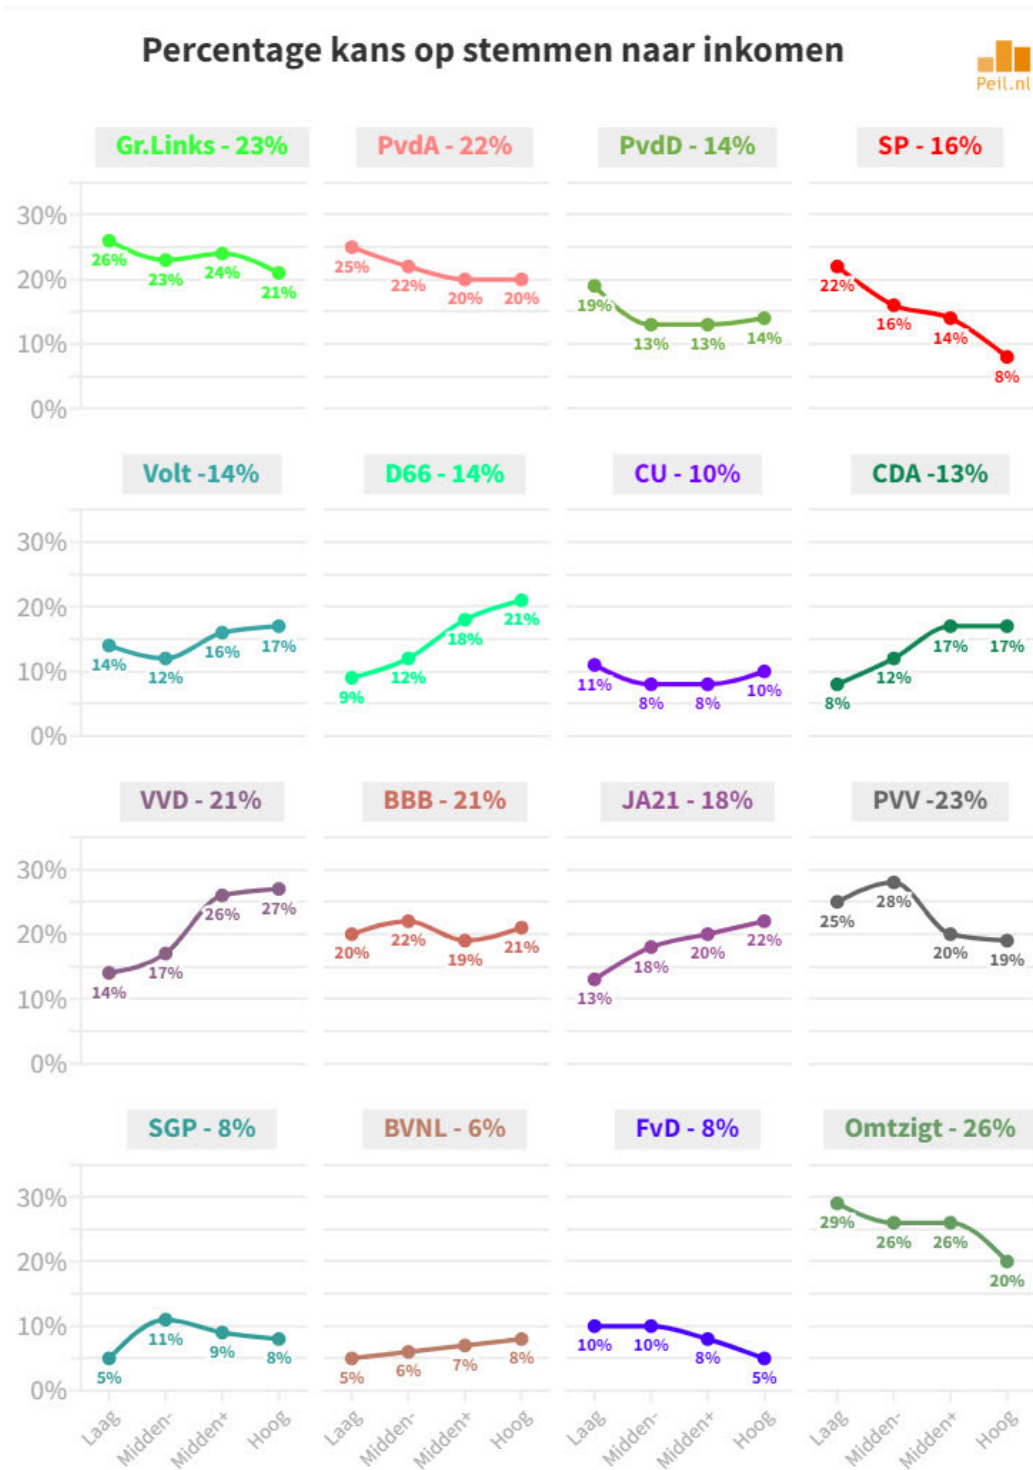 Percentage kans op stemmen naar inkomen
Peil.nl
Gr.Links - 23% PvdA - 22% PvdD - 14% SP - 16%
30%
20%
10%
0%
26% 23% 24% 21%
25% 22% 20% 20%
19% 13% 13% 14%
22% 16% 14% 8%
Volt -14% D66 - 14% CU - 10% CDA -13%
30%
20%
10%
0%
14% 12% 16% 17%
9% 12% 18% 21%
11% 8% 8% 10%
8% 12% 17% 17%
VVD - 21% BBB - 21% JA21 - 18% PVV -23%
30%
20%
10%
0%
14% 17% 26% 27%
20% 22% 19% 21%
13% 18% 20% 22%
25% 28% 20% 19%
SGP - 8% BVNL - 6% FvD - 8% Omtzigt - 26%
30%
20%
10%
0%
5% 11% 9% 8%
5% 6% 7% 8%
10% 10% 8% 5%
29% 26% 26% 20%
Laag Midden- Midden+ Hoog
Laag Midden- Midden+ Hoog
Laag Midden- Midden+ Hoog
Laag Midden- Midden+ Hoog